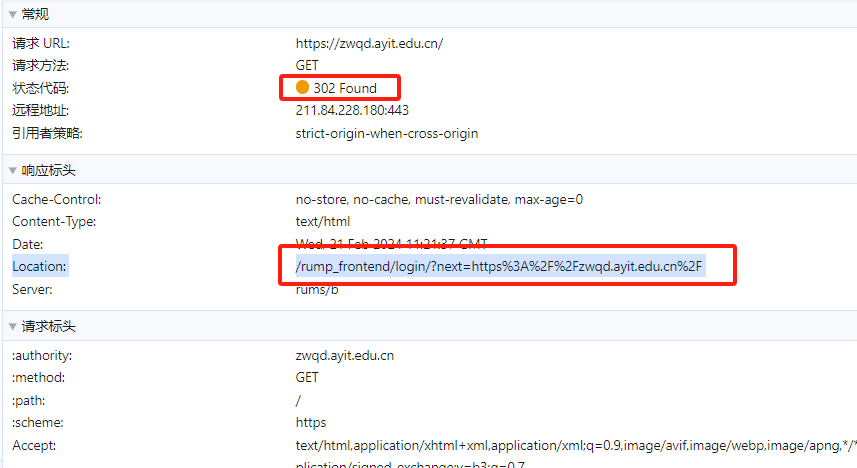 常规
请求 URL: https://zwqd.ayit.edu.cn/
请求方法: GET
状态代码: 302 Found
远程地址: 211.84.228.180:443
引用者策略: strict-origin-when-cross-origin
响应标头
Cache-Control: no-store, no-cache, must-revalidate, max-age=0
Content-Type: text/html
Date: Wed, 21 Feb 2024 11:21:37 GMT
Location: /rump_frontend/login/?next=https%3A%2F%2Fzwqd.ayit.edu.cn%2F
Server: rums/b
请求标头
:authority: zwqd.ayit.edu.cn
:method: GET
:path: /
:scheme: https
Accept: text/html,application/xhtml+xml,application/xml;q=0.9,image/avif,image/webp,image/apng,*/*
plication/signed-exchange;v=b3;q=0.7